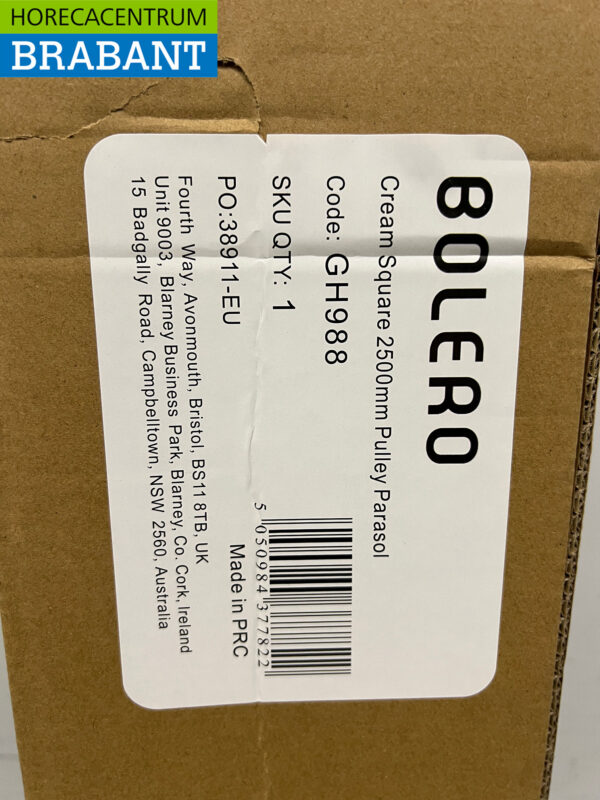 HORECACENTRUM
BRABANT
BOLERO
Cream Square 2500mm Pulley Parasol
Code: GH988
SKU QTY: 1
5 050984 377822
PO:38911-EU
Made in PRC
Fourth Way, Avonmouth, Bristol, BS11 8TB, UK
Unit 9003, Blarney Business Park, Blarney, Co. Cork, Ireland
15 Badgally Road, Campbelltown, NSW 2560, Australia